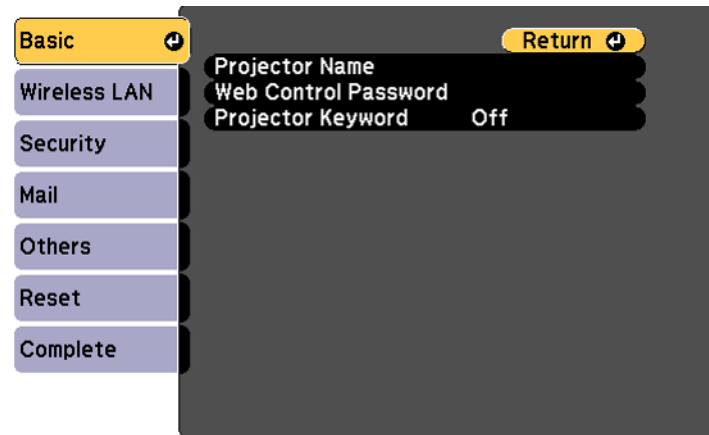 Basic
Wireless LAN
Security
Mail
Others
Reset
Complete
Return
Projector Name
Web Control Password
Projector Keyword Off